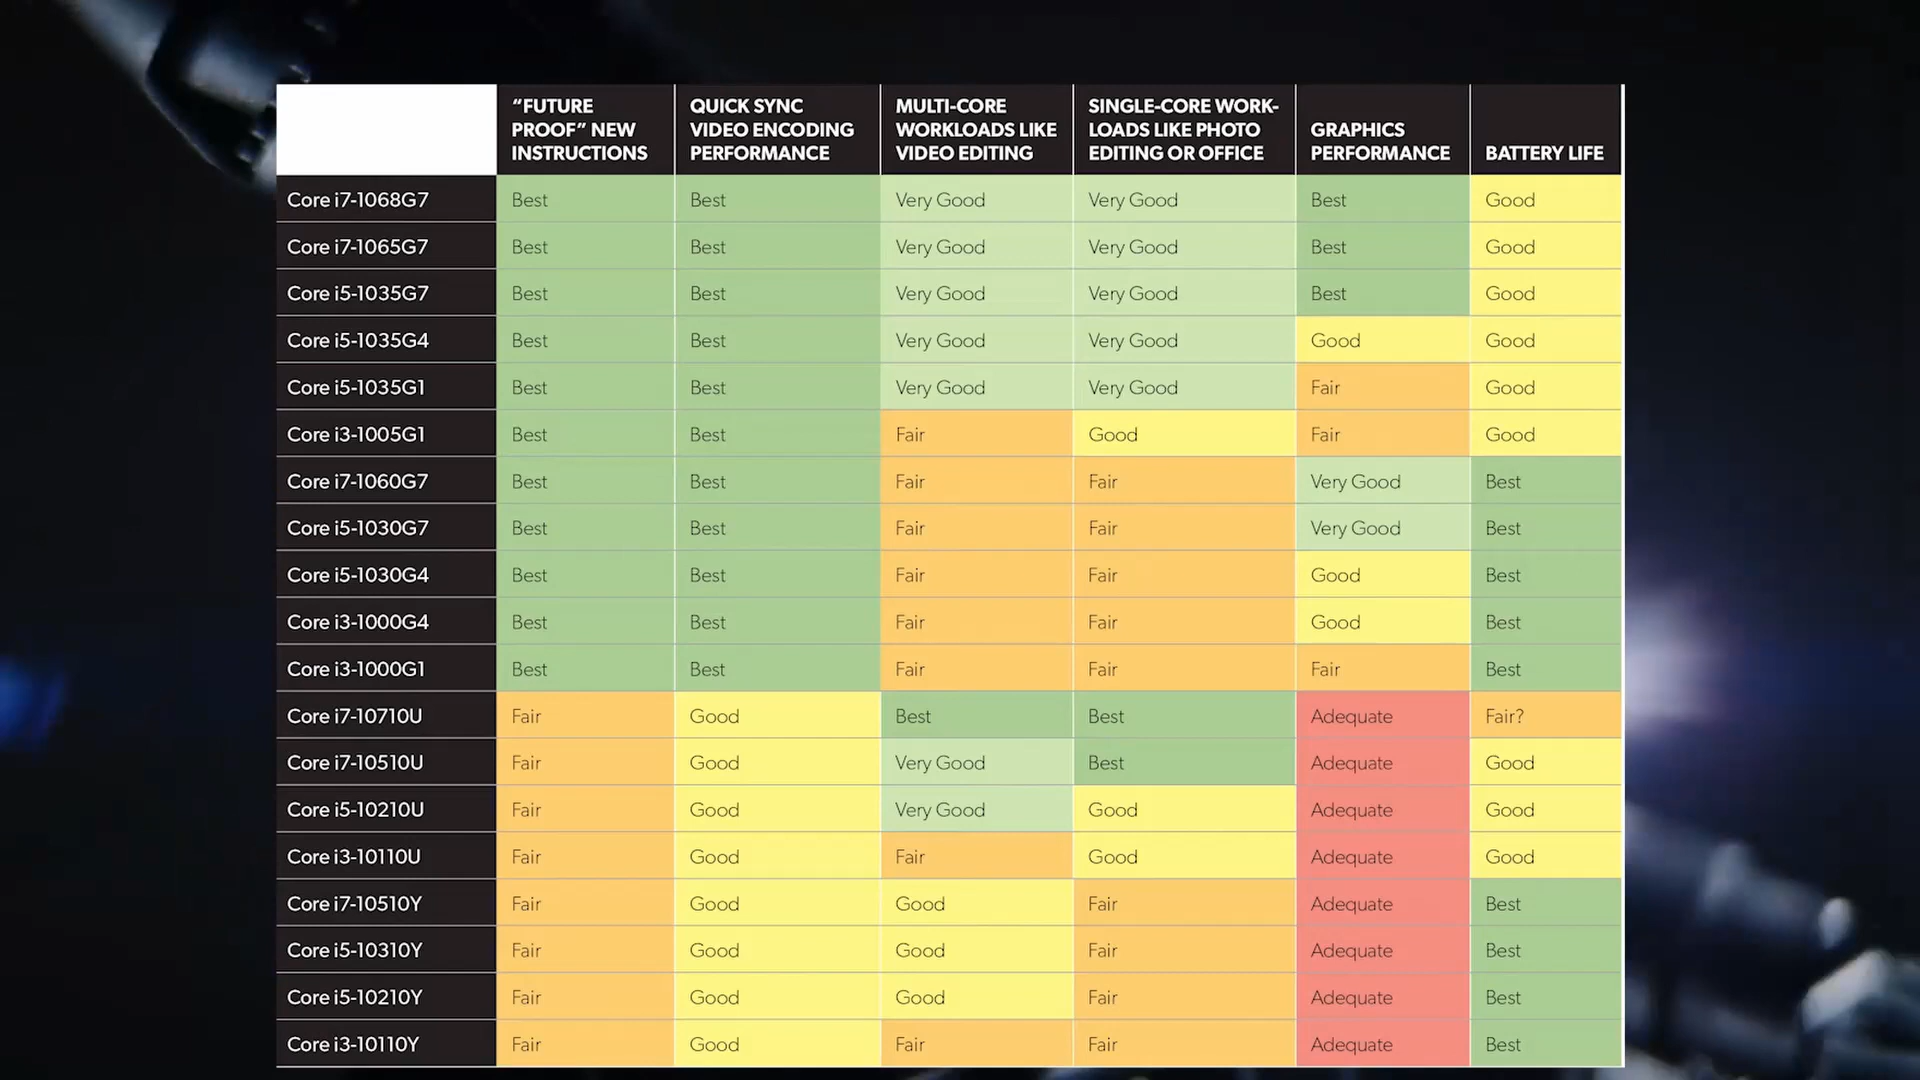 “FUTURE PROOF” NEW INSTRUCTIONS QUICK SYNC VIDEO ENCODING PERFORMANCE MULTI-CORE WORKLOADS LIKE VIDEO EDITING SINGLE-CORE WORK-LOADS LIKE PHOTO EDITING OR OFFICE GRAPHICS PERFORMANCE BATTERY LIFE
Core i7-1068G7 Best Best Very Good Very Good Best Good
Core i7-1065G7 Best Best Very Good Very Good Best Good
Core i5-1035G7 Best Best Very Good Very Good Best Good
Core i5-1035G4 Best Best Very Good Very Good Good Good
Core i5-1035G1 Best Best Very Good Very Good Fair Good
Core i3-1005G1 Best Best Fair Good Fair Good
Core i7-1060G7 Best Best Fair Fair Very Good Best
Core i5-1030G7 Best Best Fair Fair Very Good Best
Core i5-1030G4 Best Best Fair Fair Good Best
Core i3-1000G4 Best Best Fair Fair Good Best
Core i3-1000G1 Best Best Fair Fair Fair Best
Core i7-10710U Fair Good Best Best Adequate Fair?
Core i7-10510U Fair Good Very Good Best Adequate Good
Core i5-10210U Fair Good Very Good Good Adequate Good
Core i3-10110U Fair Good Fair Good Adequate Good
Core i7-10510Y Fair Good Good Fair Adequate Best
Core i5-10310Y Fair Good Good Fair Adequate Best
Core i5-10210Y Fair Good Good Fair Adequate Best
Core i3-10110Y Fair Good Fair Fair Adequate Best